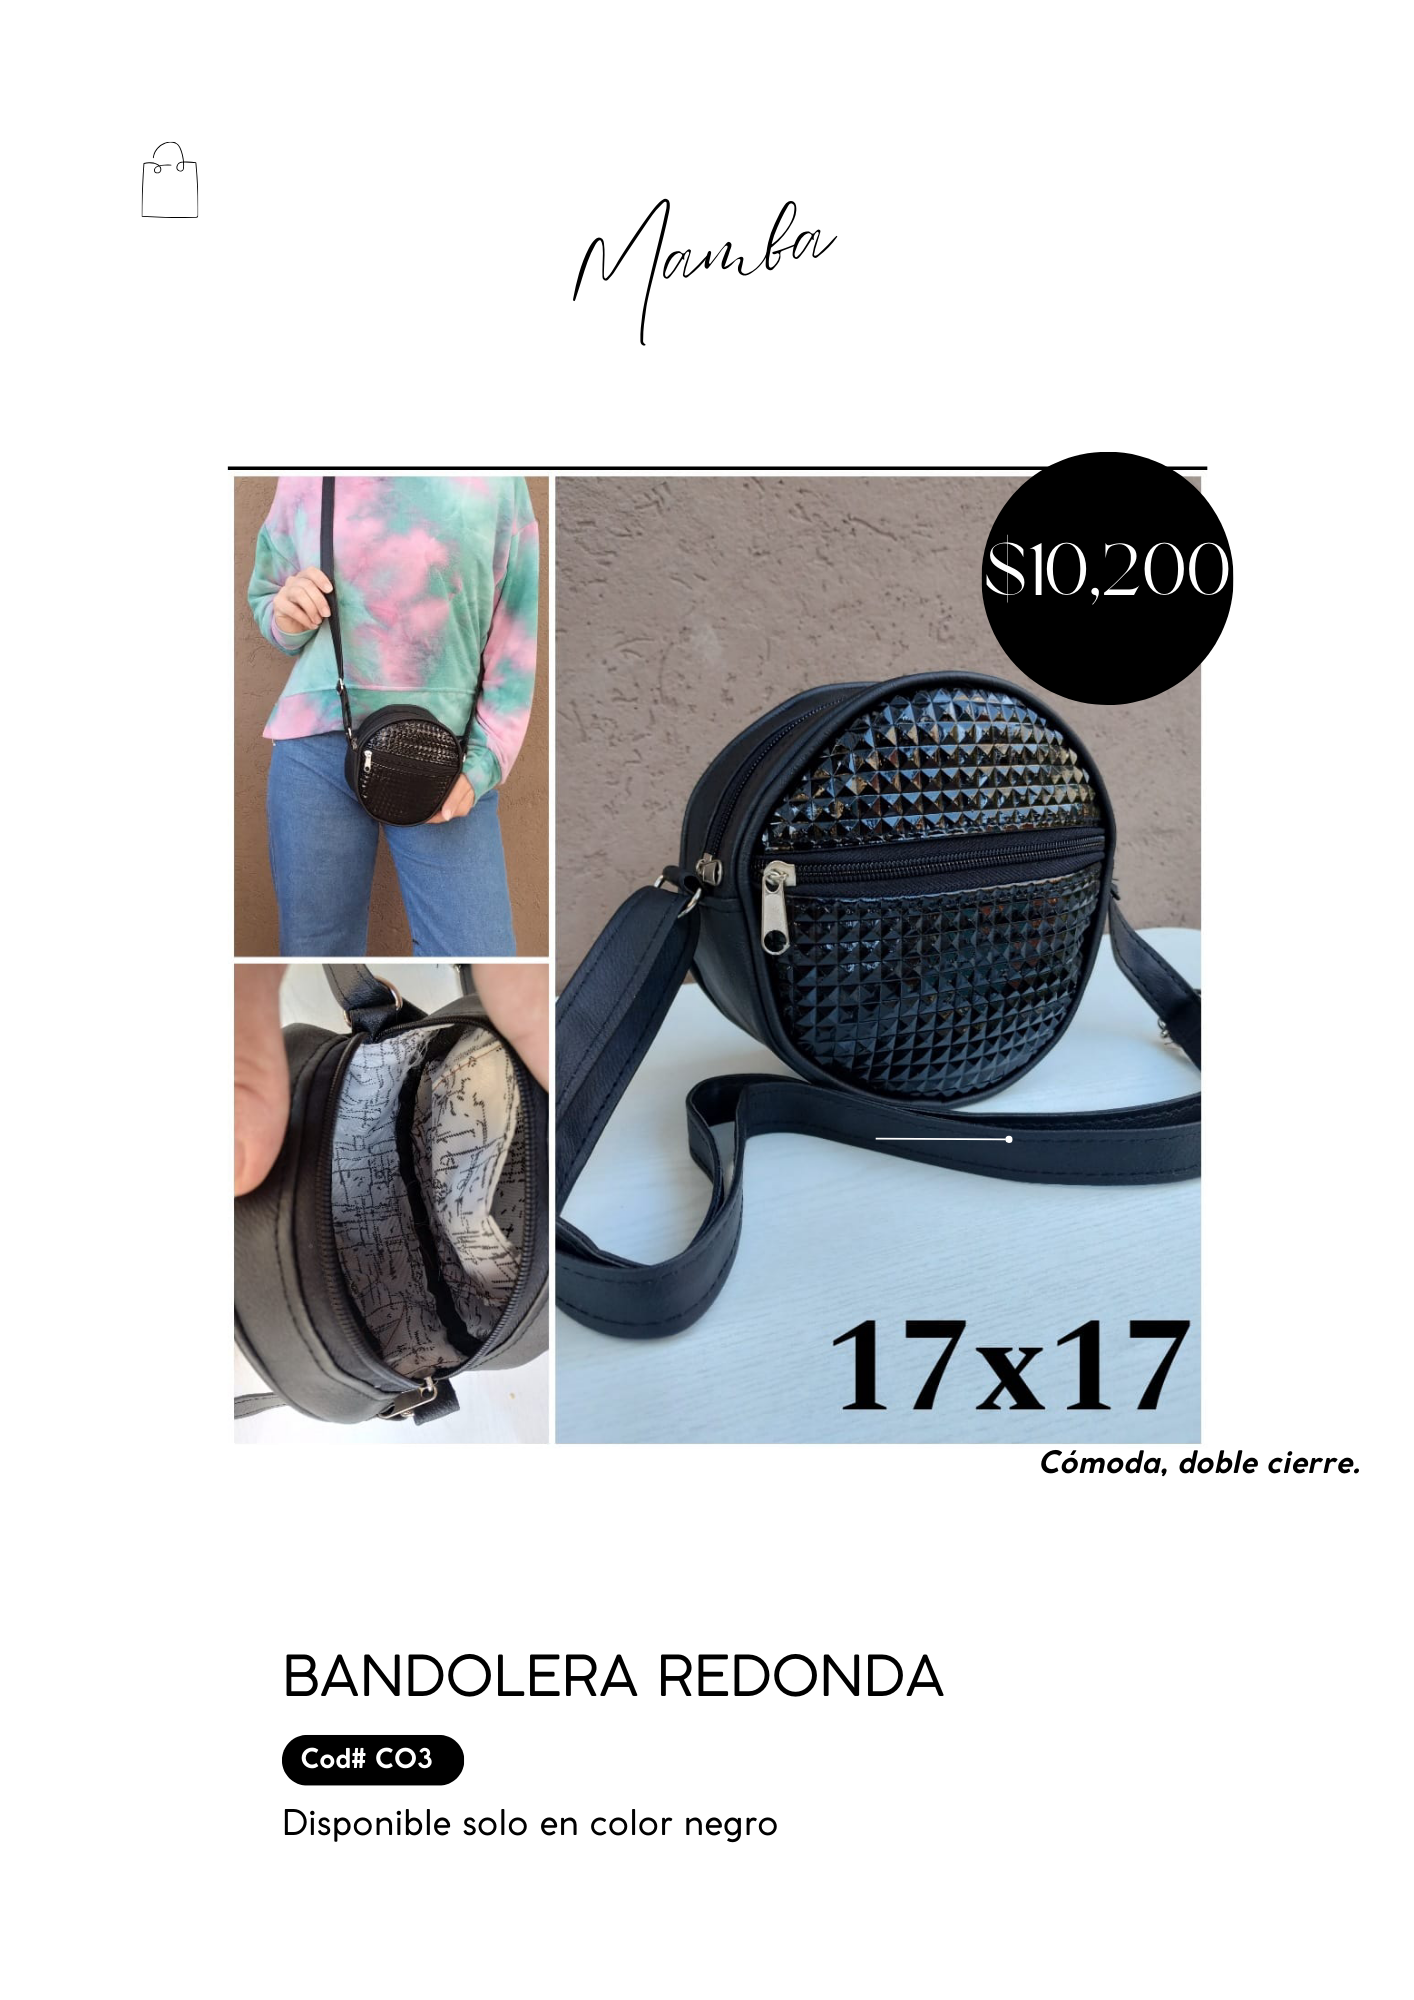 Mamba
$10,200
17x17
Cómoda, doble cierre.
BANDOLERA REDONDA
Cod# CO3
Disponible solo en color negro